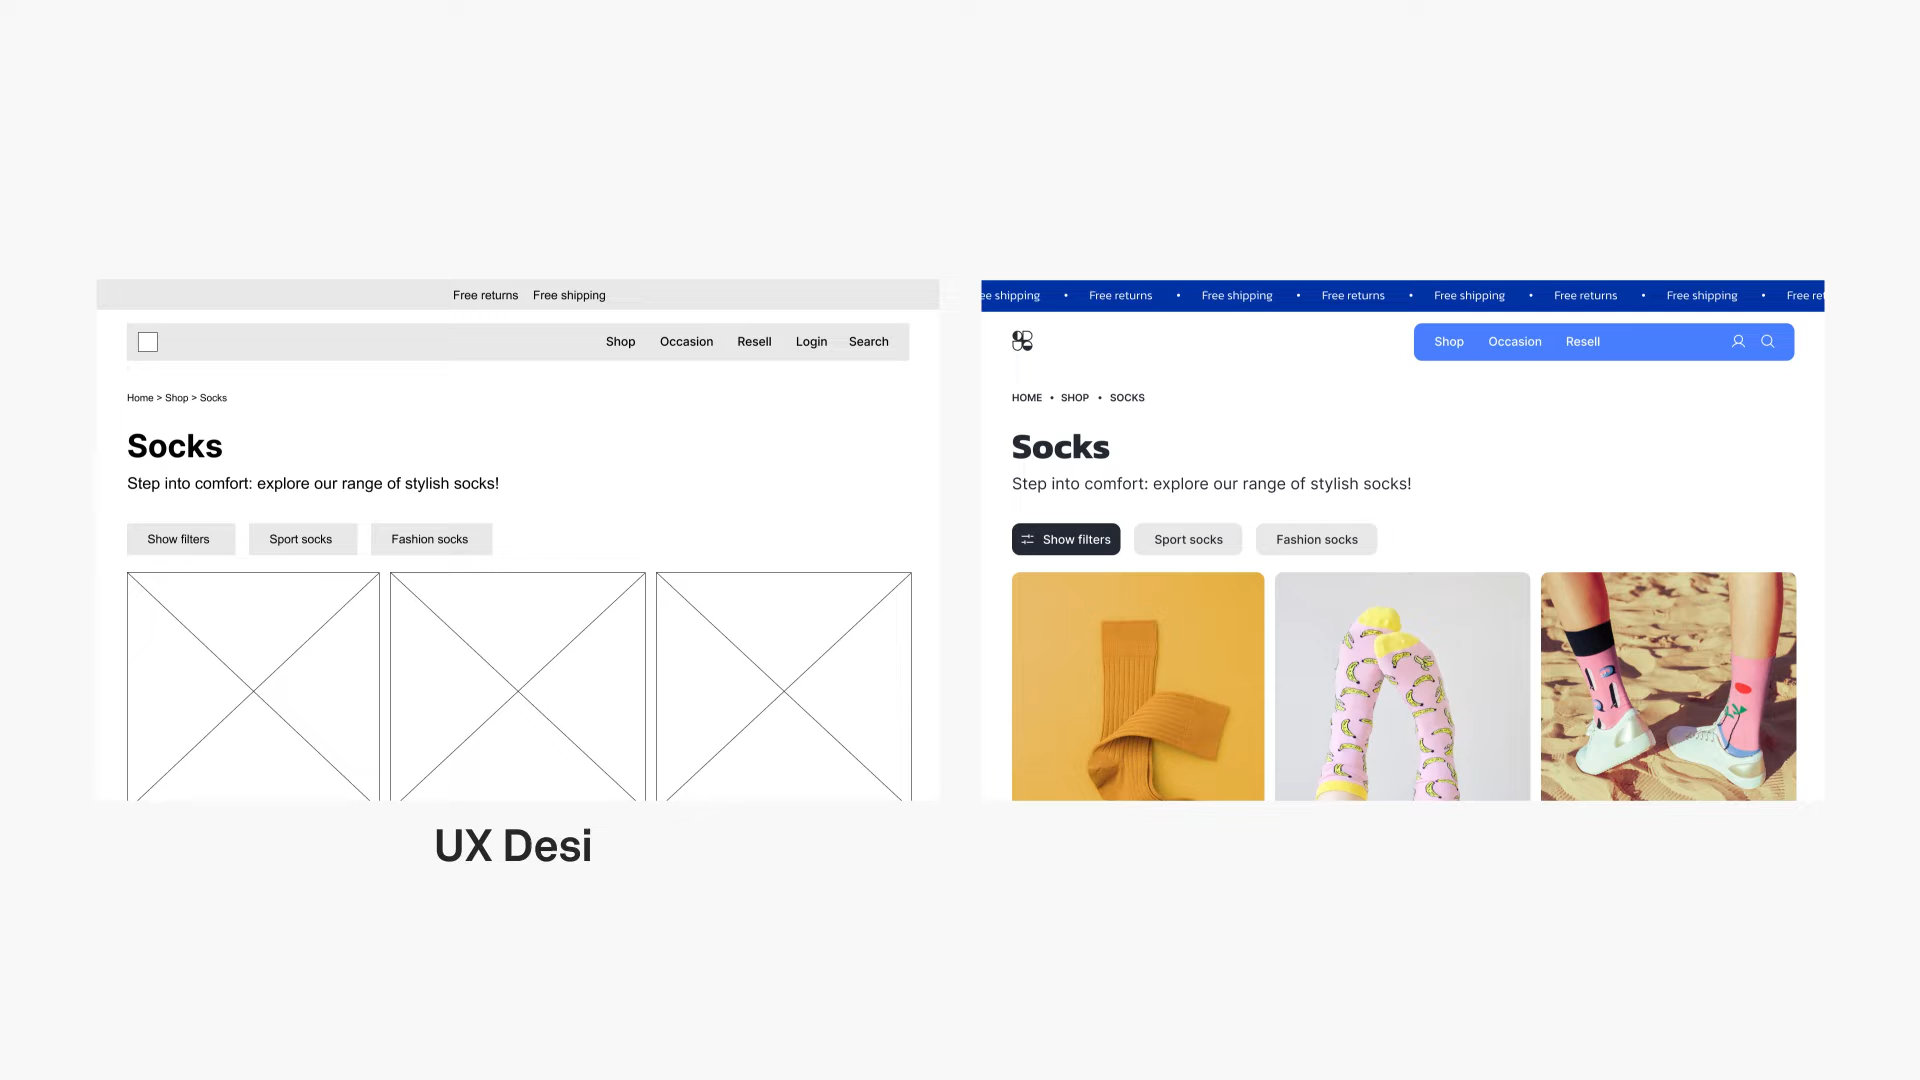 Free returns Free shipping
Shop Occasion Resell Login Search
Home > Shop > Socks
Socks
Step into comfort: explore our range of stylish socks!
Show filters Sport socks Fashion socks
UX Desi
ee shipping • Free returns • Free shipping • Free returns • Free shipping • Free returns • Free shipping • Free ret
Shop Occasion Resell
HOME • SHOP • SOCKS
Socks
Step into comfort: explore our range of stylish socks!
Show filters Sport socks Fashion socks